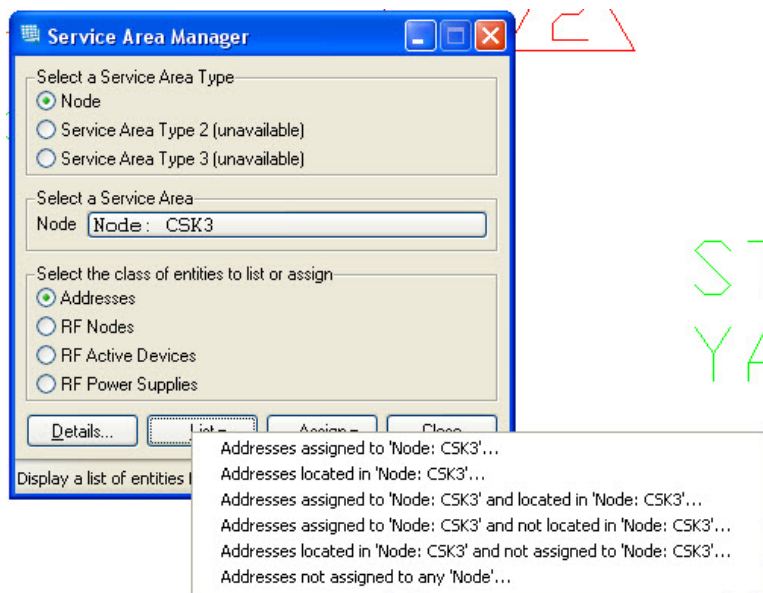 Service Area Manager
Select a Service Area Type
Node
Service Area Type 2 (unavailable)
Service Area Type 3 (unavailable)
Select a Service Area
Node Node: CSK3
Select the class of entities to list or assign
Addresses
RF Nodes
RF Active Devices
RF Power Supplies
Details... List Assign Close
Display a list of entities
Addresses assigned to 'Node: CSK3'...
Addresses located in 'Node: CSK3'...
Addresses assigned to 'Node: CSK3' and located in 'Node: CSK3'...
Addresses assigned to 'Node: CSK3' and not located in 'Node: CSK3'...
Addresses located in 'Node: CSK3' and not assigned to 'Node: CSK3'...
Addresses not assigned to any 'Node'...